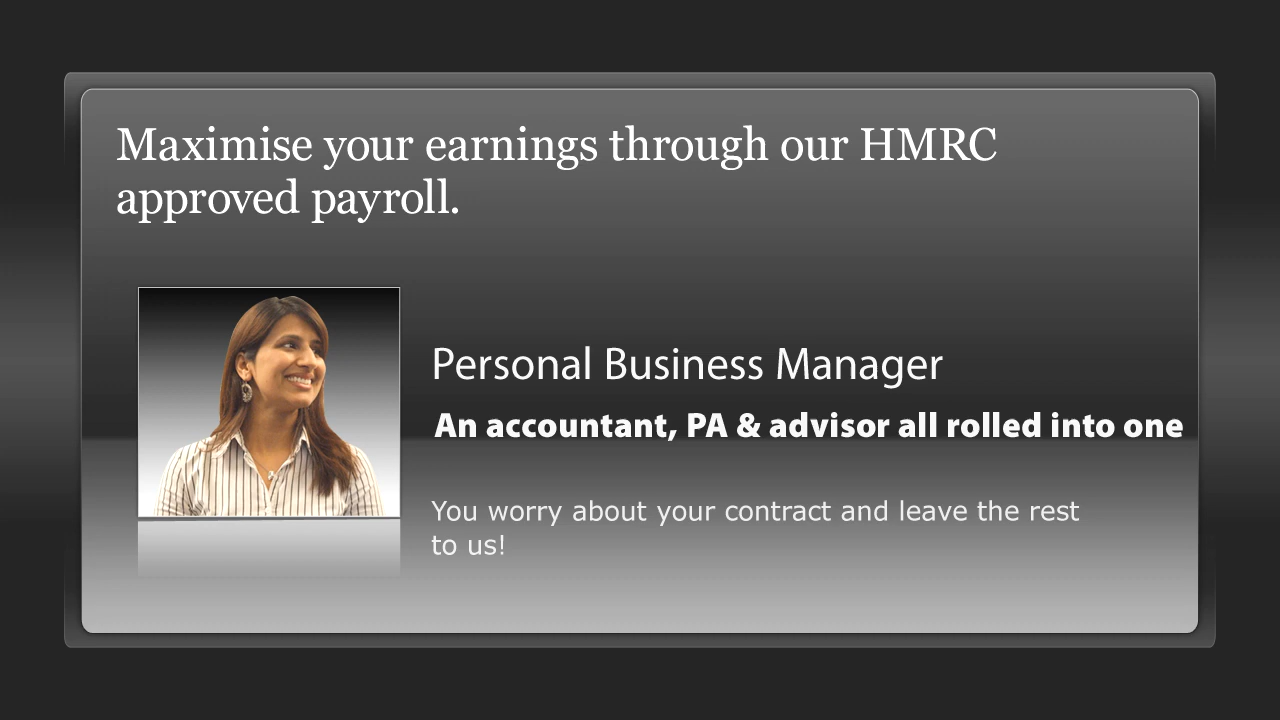 Maximise your earnings through our HMRC
approved payroll.
Personal Business Manager
An accountant, PA & advisor all rolled into one
You worry about your contract and leave the rest
to us!